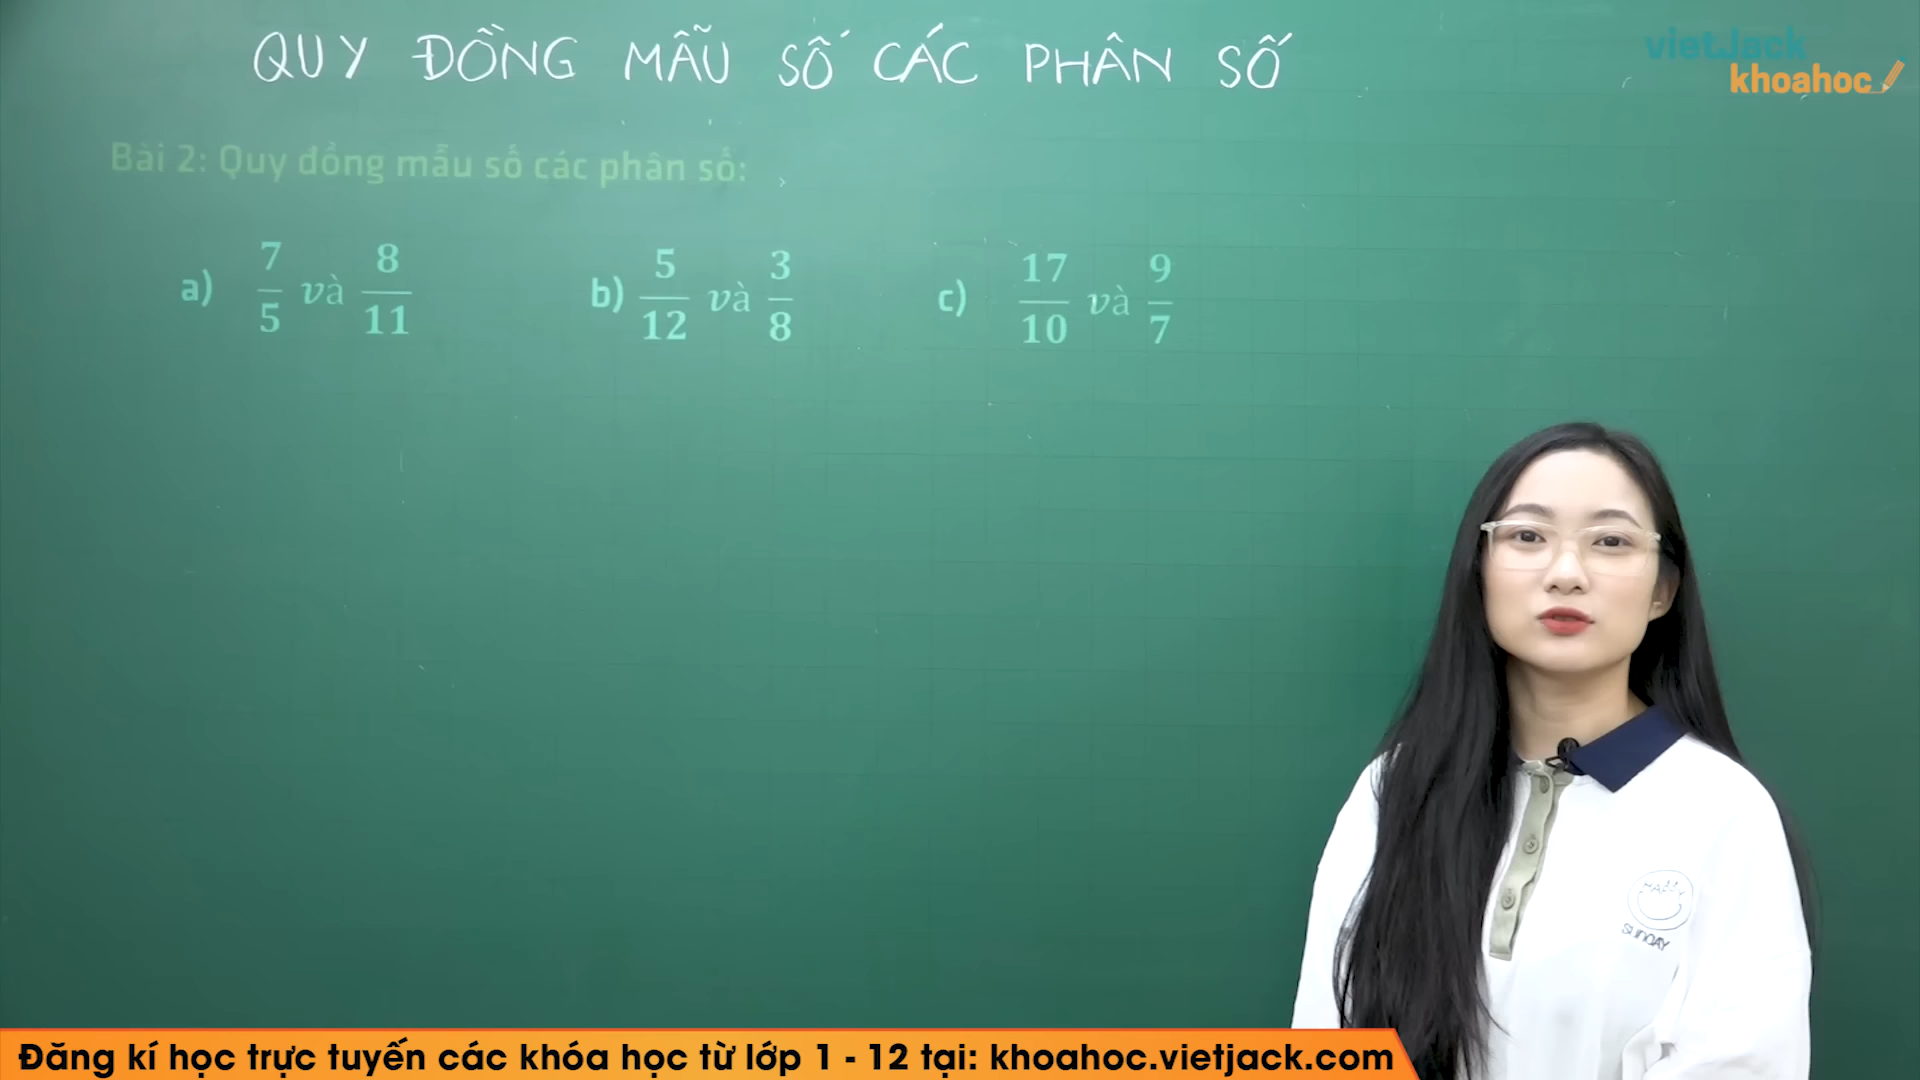 QUY ĐỒNG MẪU SỐ CÁC PHÂN SỐ
vietJack
khoahoc
Bài 2: Quy đồng mẫu số các phân số:
a) 7/5 và 8/11 b) 5/12 và 3/8 c) 17/10 và 9/7
HAPPY
SUNDAY
Đăng kí học trực tuyến các khóa học từ lớp 1 - 12 tại: khoahoc.vietjack.com